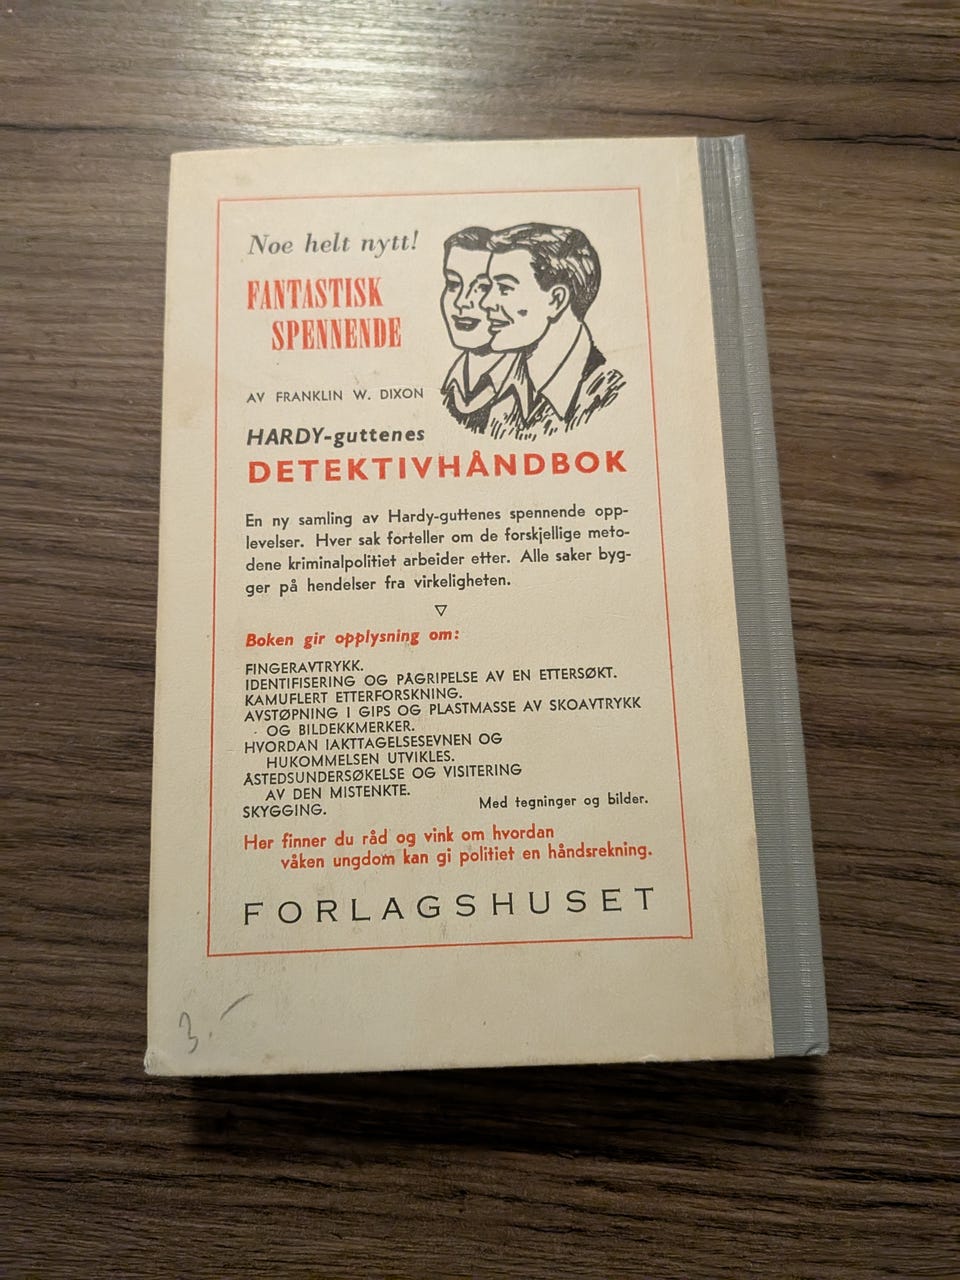 Noe helt nytt!
FANTASTISK
SPENNENDE
AV FRANKLIN W. DIXON
HARDY-guttenes
DETEKTIVHÅNDBOK
En ny samling av Hardy-guttenes spennende opp-
levelser. Hver sak forteller om de forskjellige meto-
dene kriminalpolitiet arbeider etter. Alle saker byg-
ger på hendelser fra virkeligheten.
Boken gir opplysning om:
FINGERAVTRYKK.
IDENTIFISERING OG PÅGRIPELSE AV EN ETTERSØKT.
KAMUFLERT ETTERFORSKNING.
AVSTØPNING I GIPS OG PLASTMASSE AV SKOAVTRYKK
OG BILDEKKMERKER.
HVORDAN IAKTTAGELSESEVNEN OG
HUKOMMELSEN UTVIKLES.
ÅSTEDSUNDERSØKELSE OG VISITERING
AV DEN MISTENKTE.
SKYGGING.
Med tegninger og bilder.
Her finner du råd og vink om hvordan
våken ungdom kan gi politiet en håndsrekning.
FORLAGSHUSET
3.-